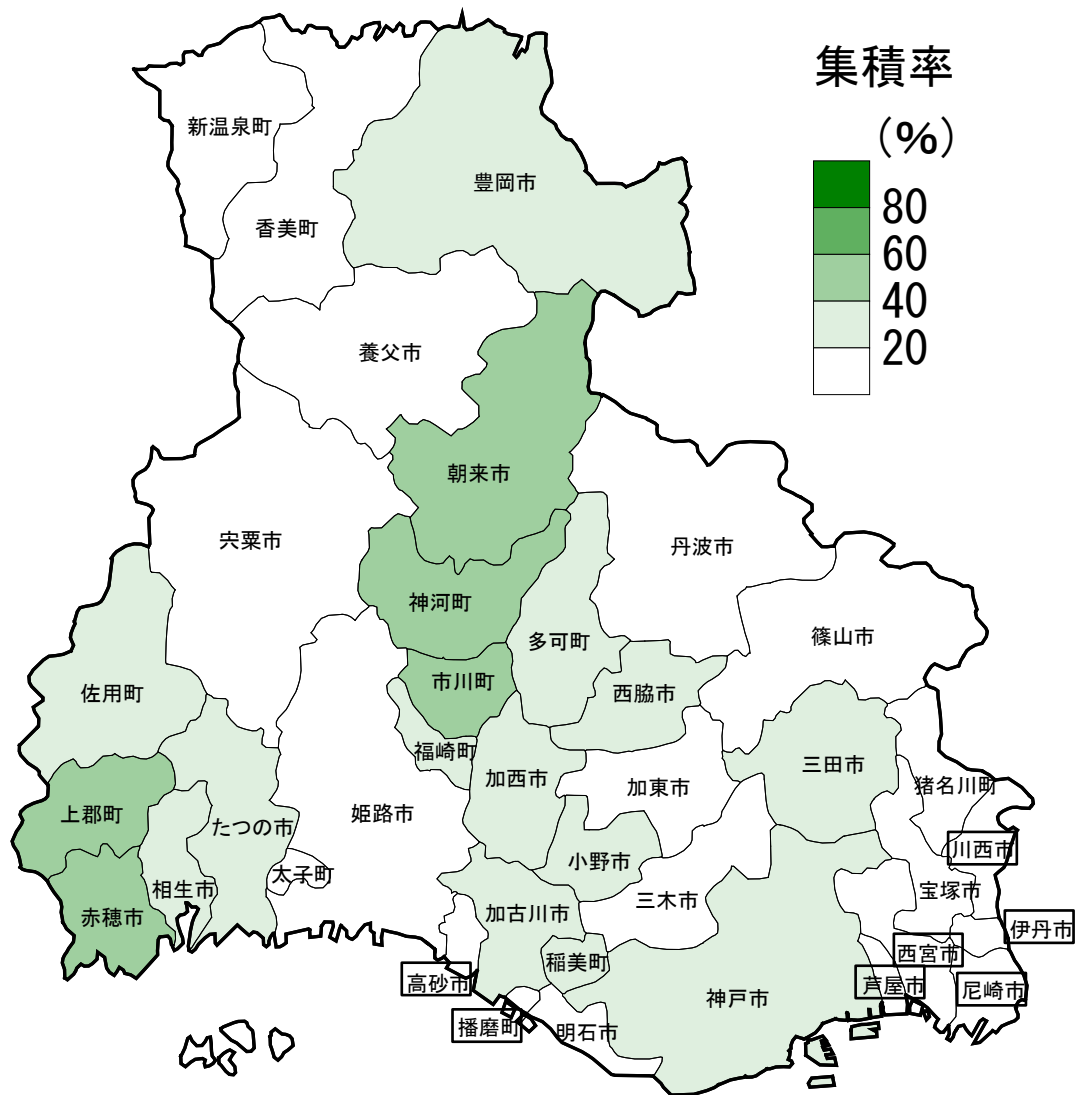 集積率
(%)
80
60
40
20
新温泉町
豊岡市
香美町
養父市
朝来市
宍粟市
丹波市
神河町
多可町
篠山市
市川町
佐用町
西脇市
福崎町
加西市
三田市
加東市
猪名川町
上郡町
姫路市
たつの市
川西市
小野市
太子町
相生市
宝塚市
三木市
赤穂市
加古川市
伊丹市
西宮市
稲美町
高砂市
芦屋市
尼崎市
神戸市
播磨町
明石市